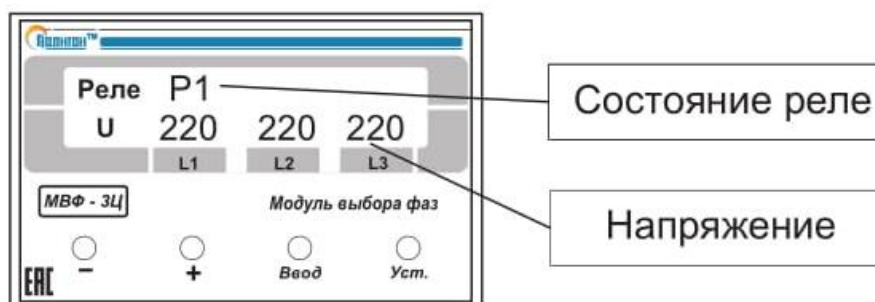 Полигон™
Реле P1
Состояние реле
U 220 220 220
L1 L2 L3
Напряжение
МВФ - 3Ц
Модуль выбора фаз
− + Ввод Уст.
EAC